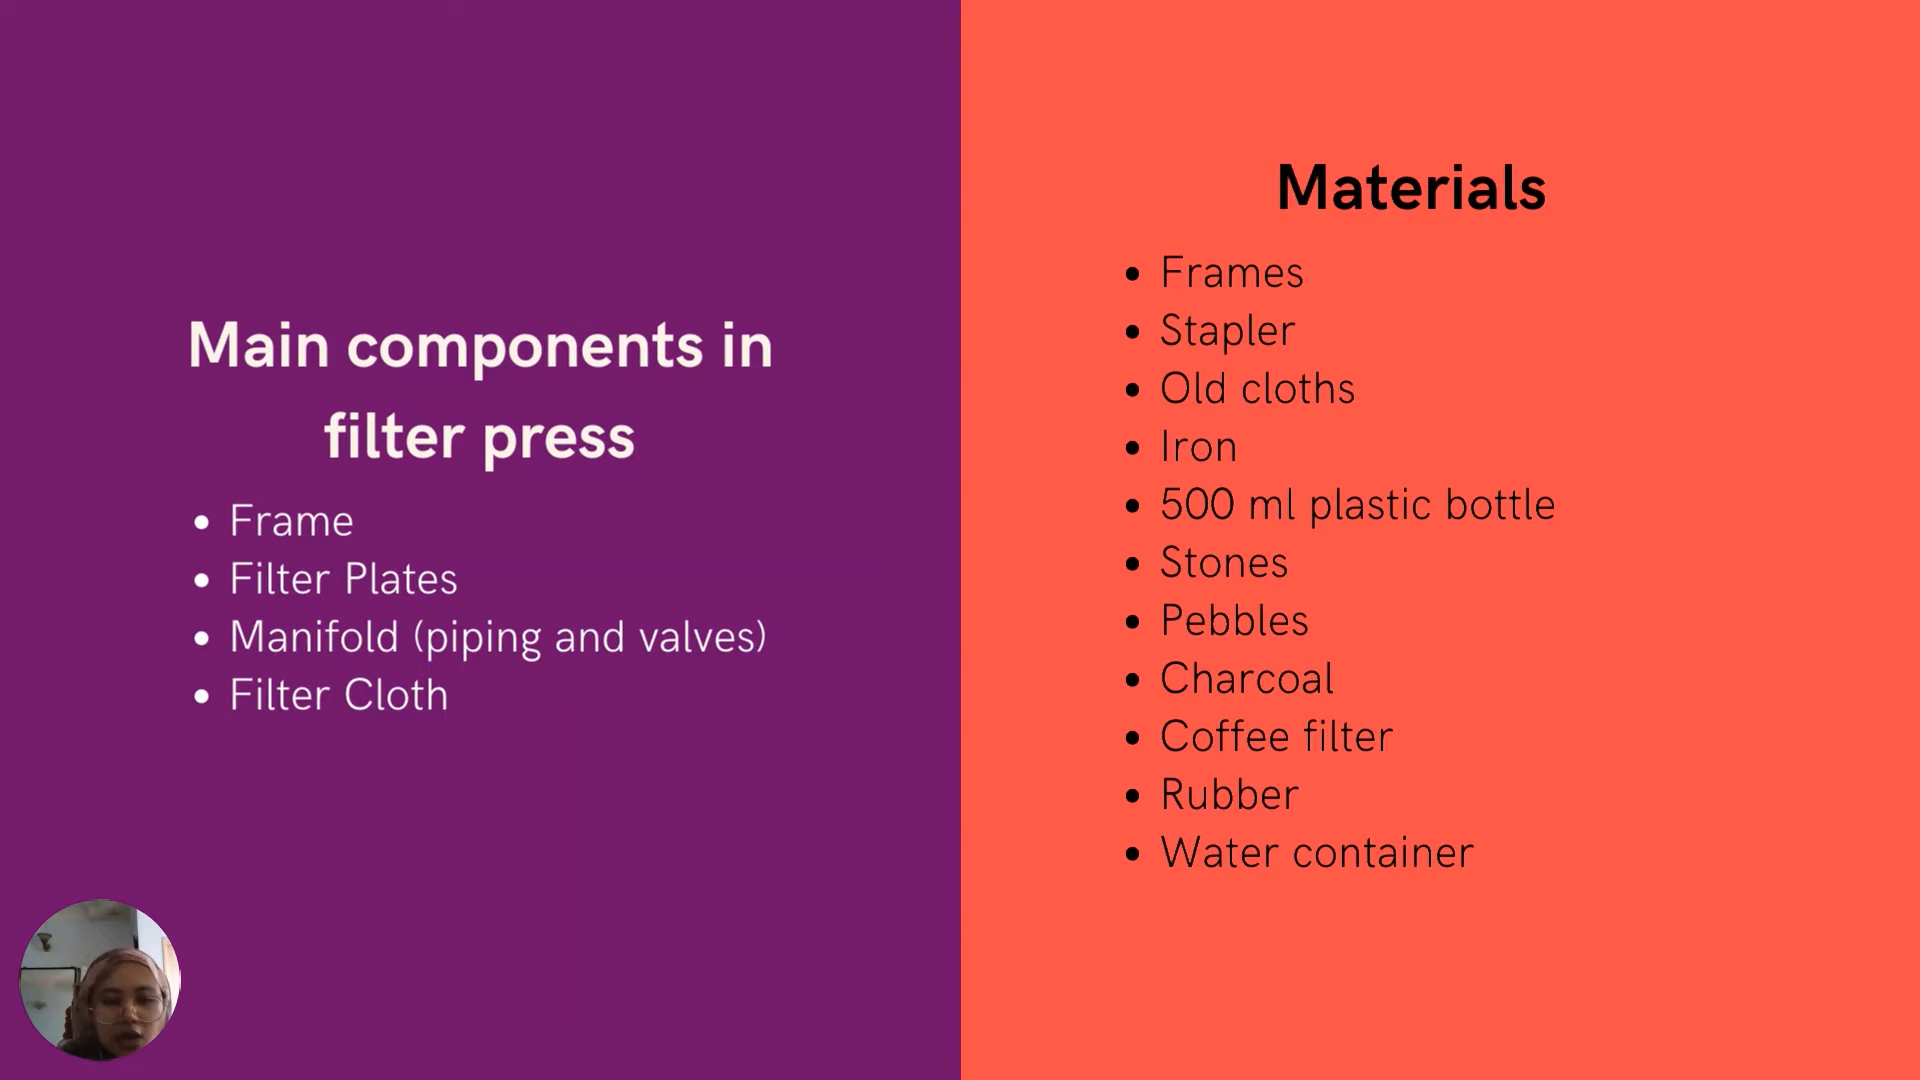 Main components in
filter press
• Frame
• Filter Plates
• Manifold (piping and valves)
• Filter Cloth
Materials
• Frames
• Stapler
• Old cloths
• Iron
• 500 ml plastic bottle
• Stones
• Pebbles
• Charcoal
• Coffee filter
• Rubber
• Water container